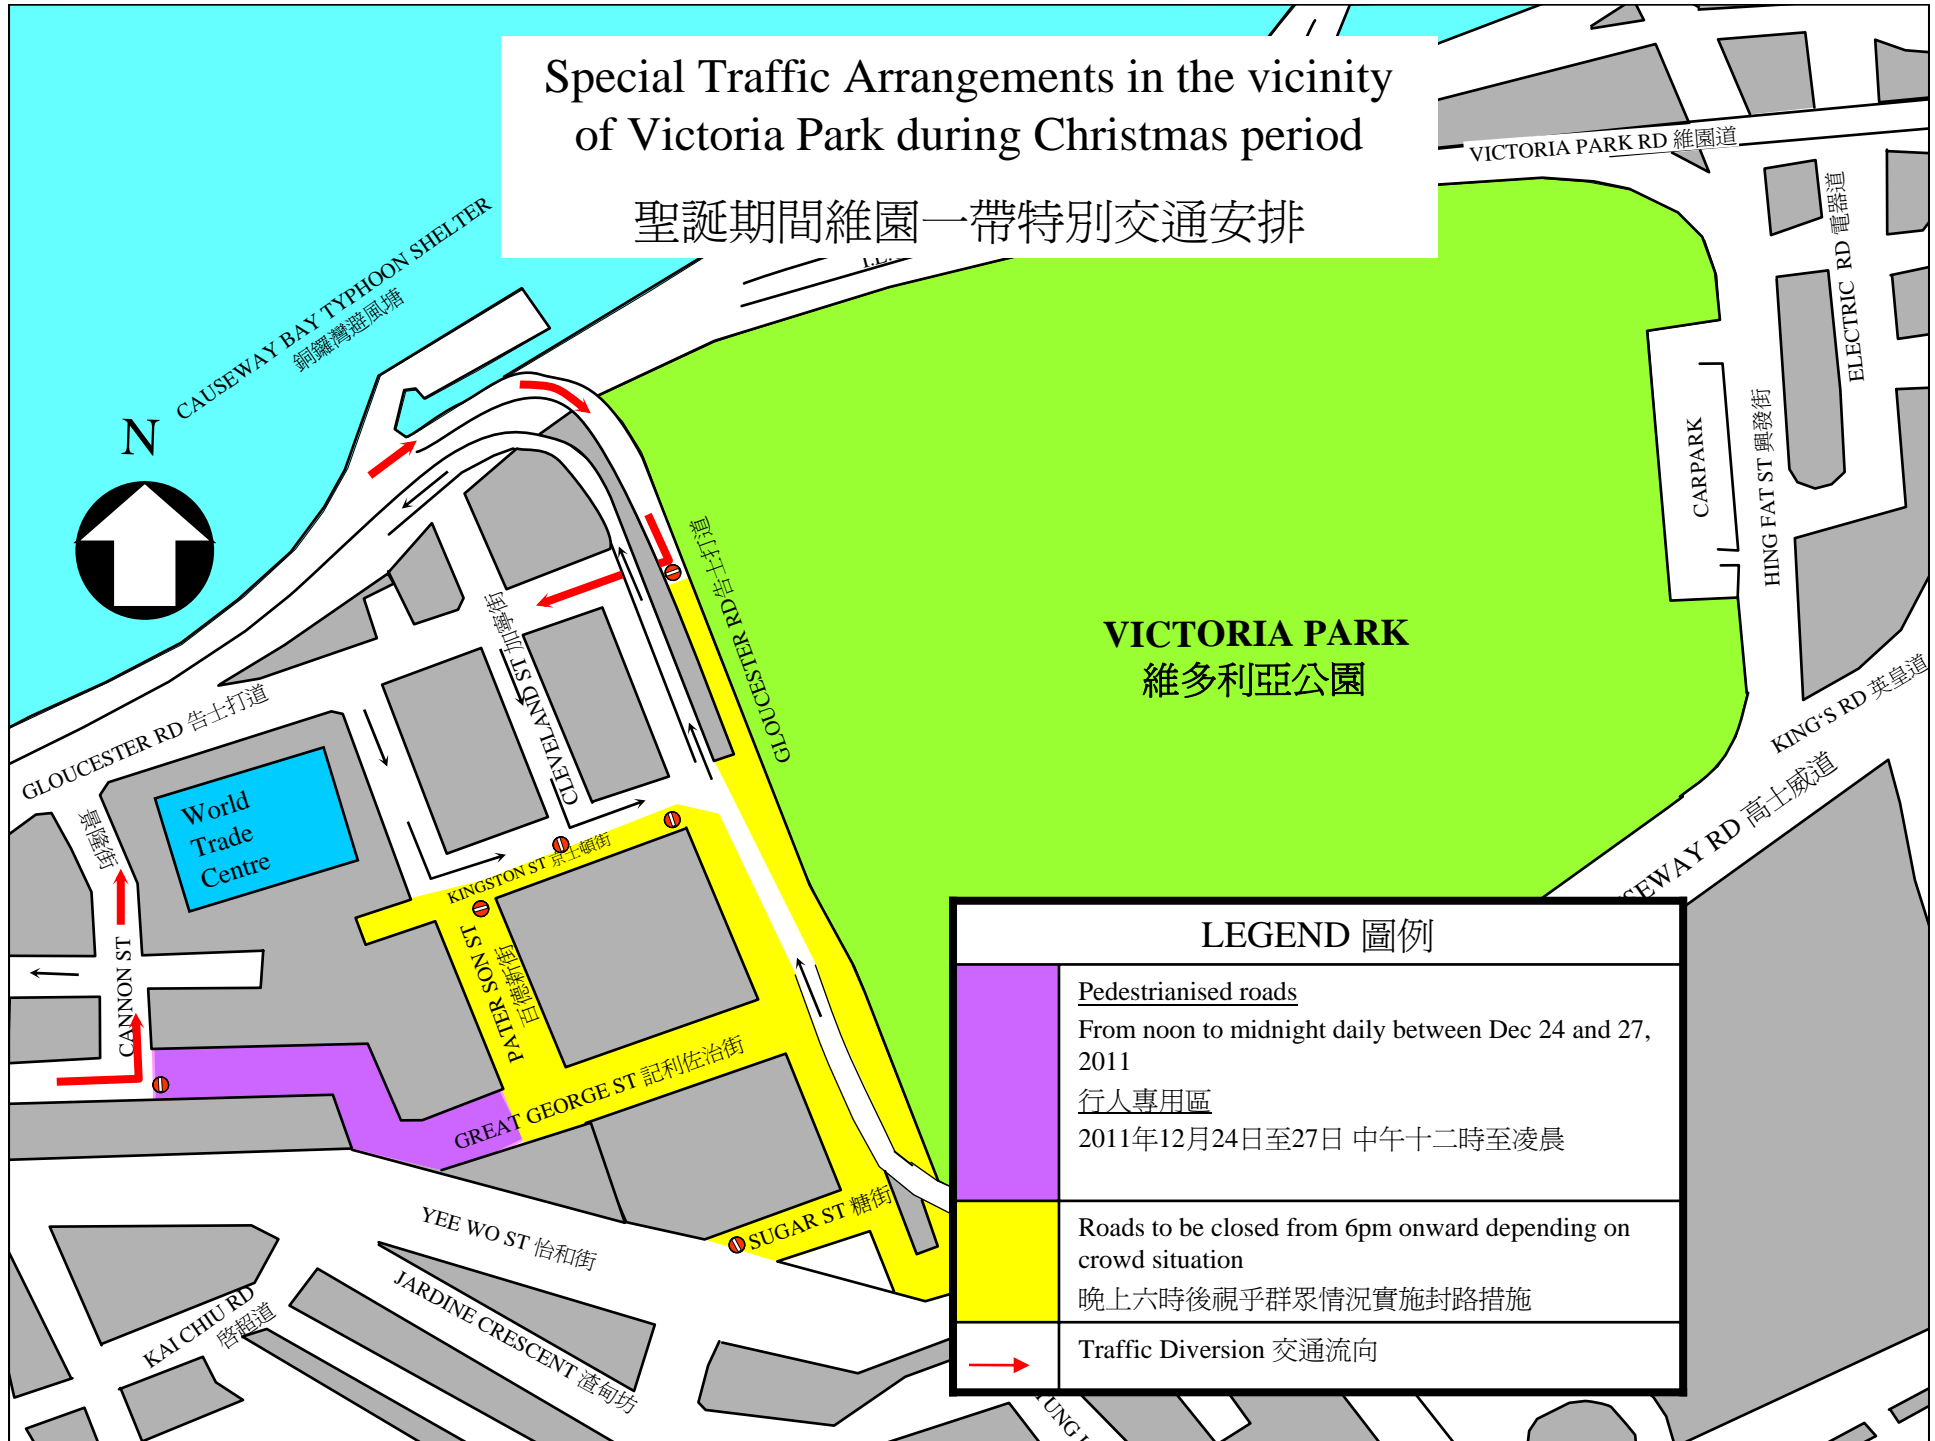 Special Traffic Arrangements in the vicinity
of Victoria Park during Christmas period
聖誕期間維園一帶特別交通安排
VICTORIA PARK RD 維園道
ELECTRIC RD 電器道
CAUSEWAY BAY TYPHOON SHELTER
銅鑼灣避風塘
N
CARPARK
HING FAT ST 興發街
GLOUCESTER RD 告士打道
VICTORIA PARK
維多利亞公園
CLEVELAND ST 加寧街
KING‘S RD 英皇道
GLOUCESTER RD 告士打道
World
Trade
Centre
景隆街
CANNON ST
KINGSTON ST 京士頓街
PATER SON ST
百德新街
SEWAY RD 高士威道
GREAT GEORGE ST 記利佐治街
SUGAR ST 糖街
YEE WO ST 怡和街
JARDINE CRESCENT 渣甸坊
KAI CHIU RD
啓超道
LEGEND 圖例
Pedestrianised roads
From noon to midnight daily between Dec 24 and 27,
2011
行人專用區
2011年12月24日至27日 中午十二時至凌晨
Roads to be closed from 6pm onward depending on
crowd situation
晚上六時後視乎群眾情況實施封路措施
Traffic Diversion 交通流向